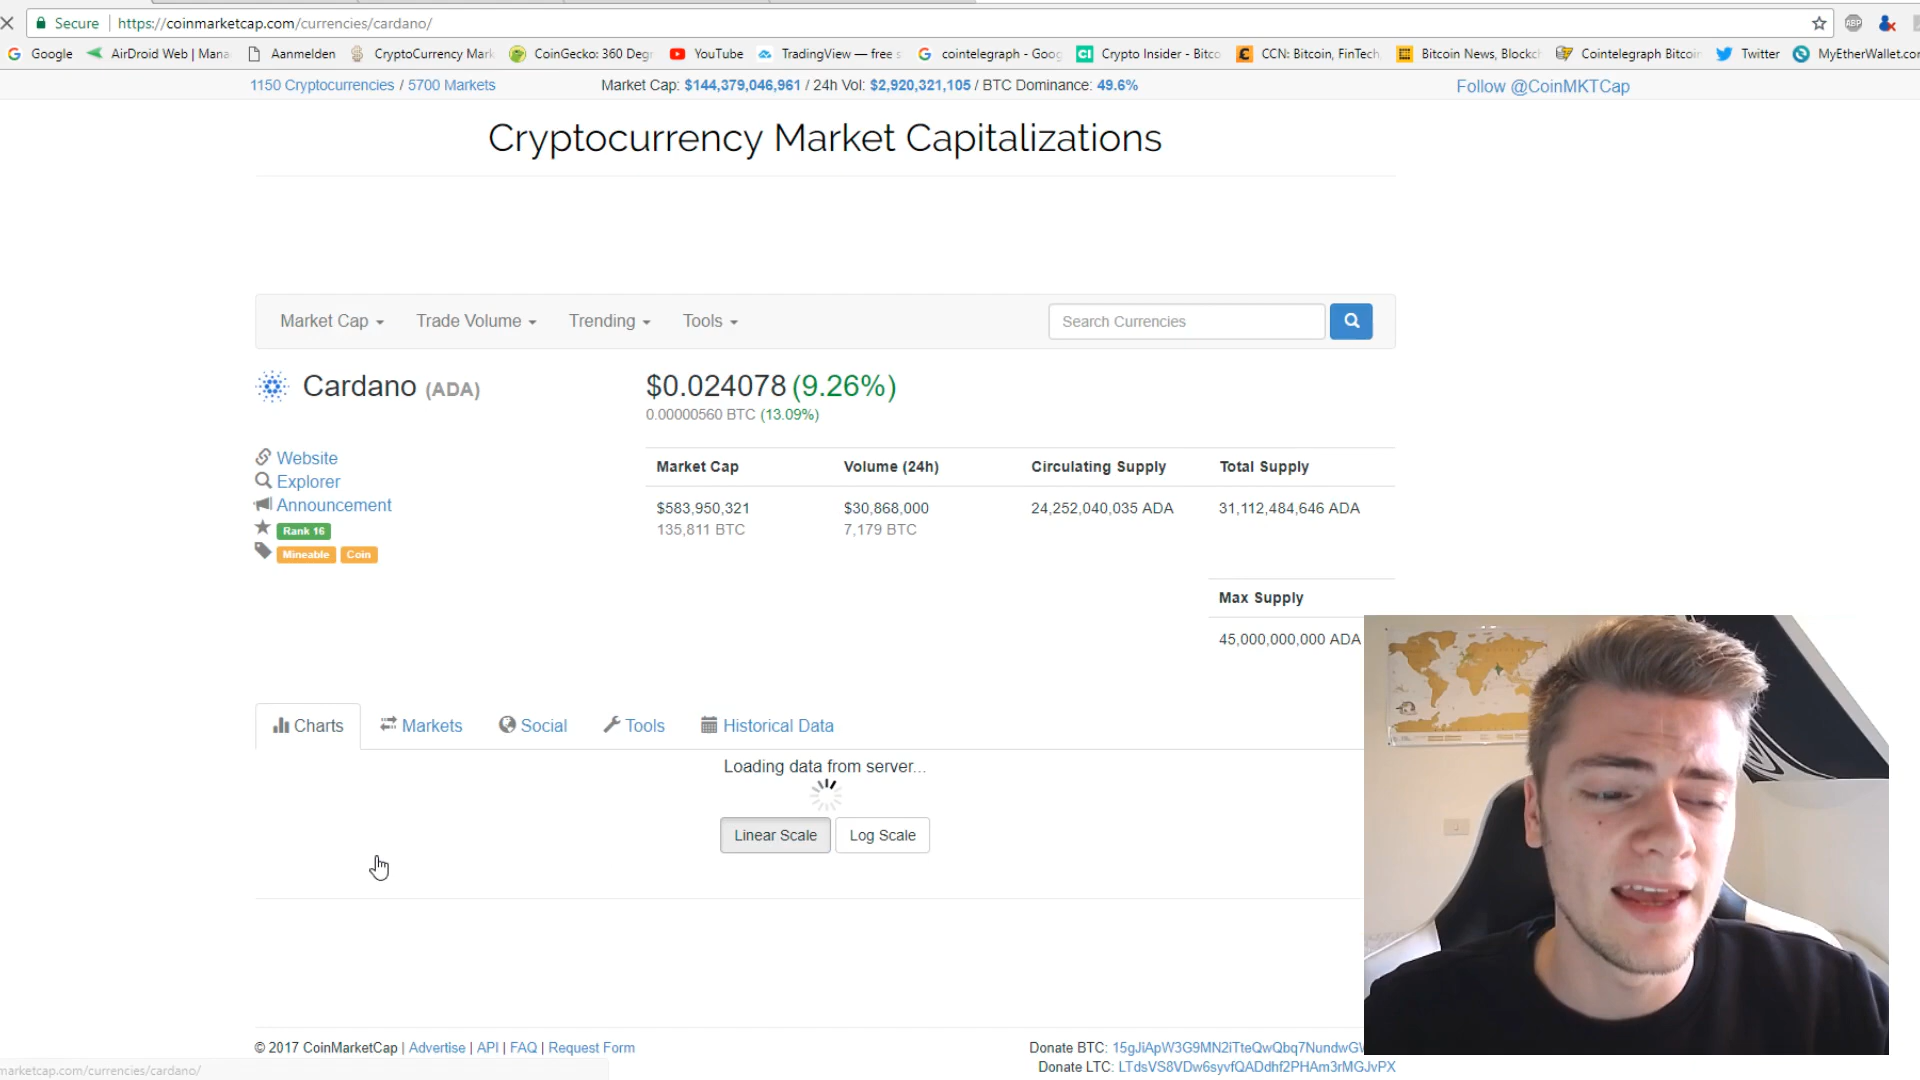 Secure https://coinmarketcap.com/currencies/cardano/
Google AirDroid Web | Mana Aanmelden CryptoCurrency Mark CoinGecko: 360 Degr YouTube TradingView — free s cointelegraph - Goog Crypto Insider - Bitco CCN: Bitcoin, FinTech, Bitcoin News, Blockch Cointelegraph Bitcoin Twitter MyEtherWallet.com
1150 Cryptocurrencies / 5700 Markets Market Cap: $144,379,046,961 / 24h Vol: $2,920,321,105 / BTC Dominance: 49.6% Follow @CoinMKTCap
Cryptocurrency Market Capitalizations
Market Cap Trade Volume Trending Tools Search Currencies
Cardano (ADA) $0.024078 (9.26%)
0.00000560 BTC (13.09%)
Website
Explorer
Announcement
Rank 16
Mineable Coin
Market Cap Volume (24h) Circulating Supply Total Supply
$583,950,321 $30,868,000 24,252,040,035 ADA 31,112,484,646 ADA
135,811 BTC 7,179 BTC
Max Supply
45,000,000,000 ADA
Charts Markets Social Tools Historical Data
Loading data from server...
Linear Scale Log Scale
© 2017 CoinMarketCap | Advertise | API | FAQ | Request Form
Donate BTC: 15gJiApW3G9MN2iTteQwQbq7NundwGW
Donate LTC: LTdsVS8VDw6syvfQADdhf2PHAm3rMGJvPX
marketcap.com/currencies/cardano/